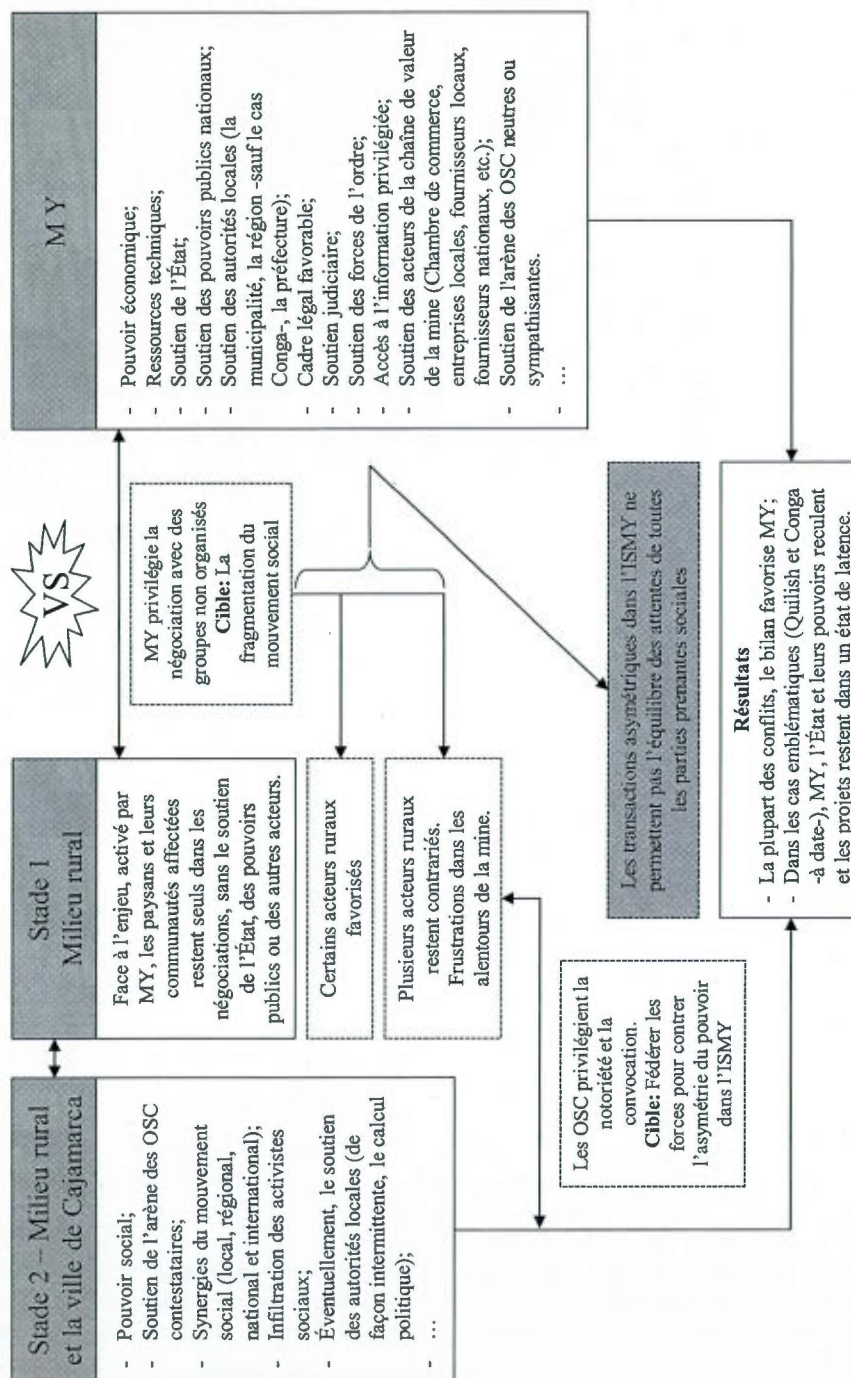 Stade 2 – Milieu rural
et la ville de Cajamarca
- Pouvoir social;
- Soutien de l'arène des OSC
contestataires;
- Synergies du mouvement
social (local, régional,
national et international);
- Infiltration des activistes
sociaux;
- Éventuellement, le soutien
des autorités locales (de
façon intermittente, le calcul
politique);
- ...
Stade 1
Milieu rural
Face à l'enjeu, activé par
MY, les paysans et leurs
communautés affectées
restent seuls dans les
négociations, sans le soutien
de l'État, des pouvoirs
publics ou des autres acteurs.
Certains acteurs ruraux
favorisés
Plusieurs acteurs ruraux
restent contrariés.
Frustrations dans les
alentours de la mine.
VS
MY privilégie la
négociation avec des
groupes non organisés
Cible: La
fragmentation du
mouvement social
M Y
- Pouvoir économique;
- Ressources techniques;
- Soutien de l'État;
- Soutien des pouvoirs publics nationaux;
- Soutien des autorités locales (la
municipalité, la région -sauf le cas
Conga-, la préfecture);
- Cadre légal favorable;
- Soutien judiciaire;
- Soutien des forces de l'ordre;
- Accès à l'information privilégiée;
- Soutien des acteurs de la chaîne de valeur
de la mine (Chambre de commerce,
entreprises locales, fournisseurs locaux,
fournisseurs nationaux, etc.);
- Soutien de l'arène des OSC neutres ou
sympathisantes.
- ...
Les OSC privilégient la
notoriété et la
convocation.
Cible: Fédérer les
forces pour contrer
l'asymétrie du pouvoir
dans l'ISMY
Les transactions asymétriques dans l'ISMY ne
permettent pas l'équilibre des attentes de toutes
les parties prenantes sociales
Résultats
- La plupart des conflits, le bilan favorise MY;
- Dans les cas emblématiques (Quilish et Conga
-à date-), MY, l'État et leurs pouvoirs reculent
et les projets restent dans un état de latence.